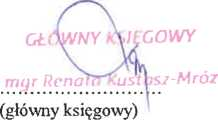 GŁÓWNY KSIĘGOWY
mgr Renata Kustosz-Mróz
(główny księgowy)